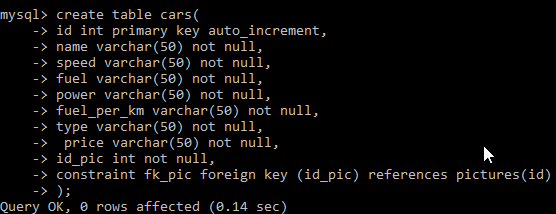 mysql> create table cars(
    -> id int primary key auto_increment,
    -> name varchar(50) not null,
    -> speed varchar(50) not null,
    -> fuel varchar(50) not null,
    -> power varchar(50) not null,
    -> fuel_per_km varchar(50) not null,
    -> type varchar(50) not null,
    ->  price varchar(50) not null,
    -> id_pic int not null,
    -> constraint fk_pic foreign key (id_pic) references pictures(id)
    -> );
Query OK, 0 rows affected (0.14 sec)